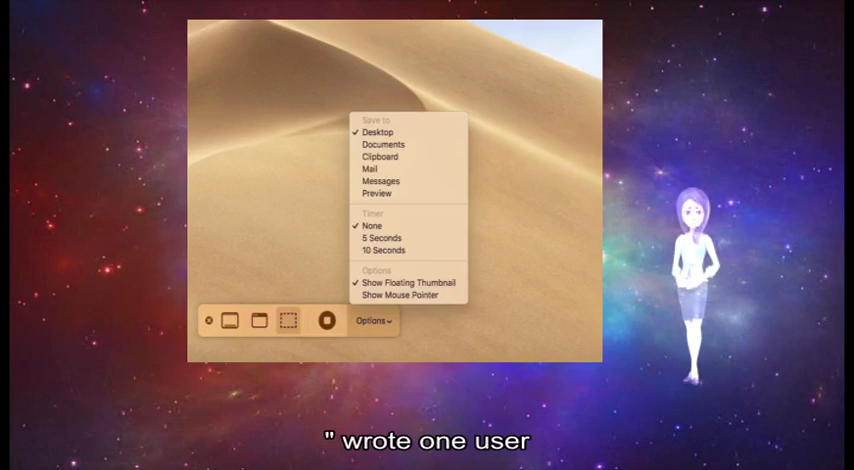 Save to
Desktop
Documents
Clipboard
Mail
Messages
Preview
Timer
None
5 Seconds
10 Seconds
Options
Show Floating Thumbnail
Show Mouse Pointer
Options
" wrote one user